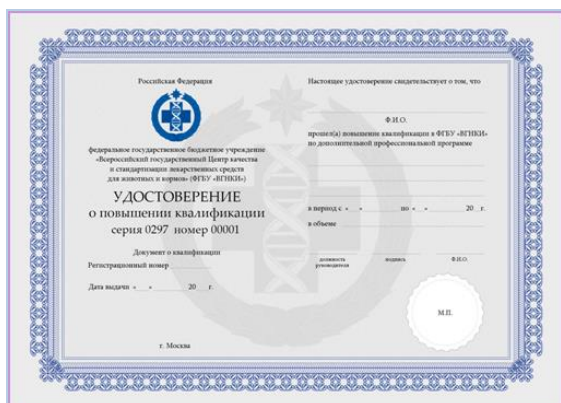 Российская Федерация
федеральное государственное бюджетное учреждение
«Всероссийский государственный Центр качества
и стандартизации лекарственных средств
для животных и кормов» (ФГБУ «ВГНКИ»)
УДОСТОВЕРЕНИЕ
о повышении квалификации
серия 0297 номер 00001
Документ о квалификации
Регистрационный номер
Дата выдачи « » 20 г.
г. Москва
Настоящее удостоверение свидетельствует о том, что
Ф.И.О.
прошел(а) повышение квалификации в ФГБУ «ВГНКИ»
по дополнительной профессиональной программе
в период с « » по « » 20 г.
в объеме
должность подпись Ф.И.О.
руководителя
М.П.